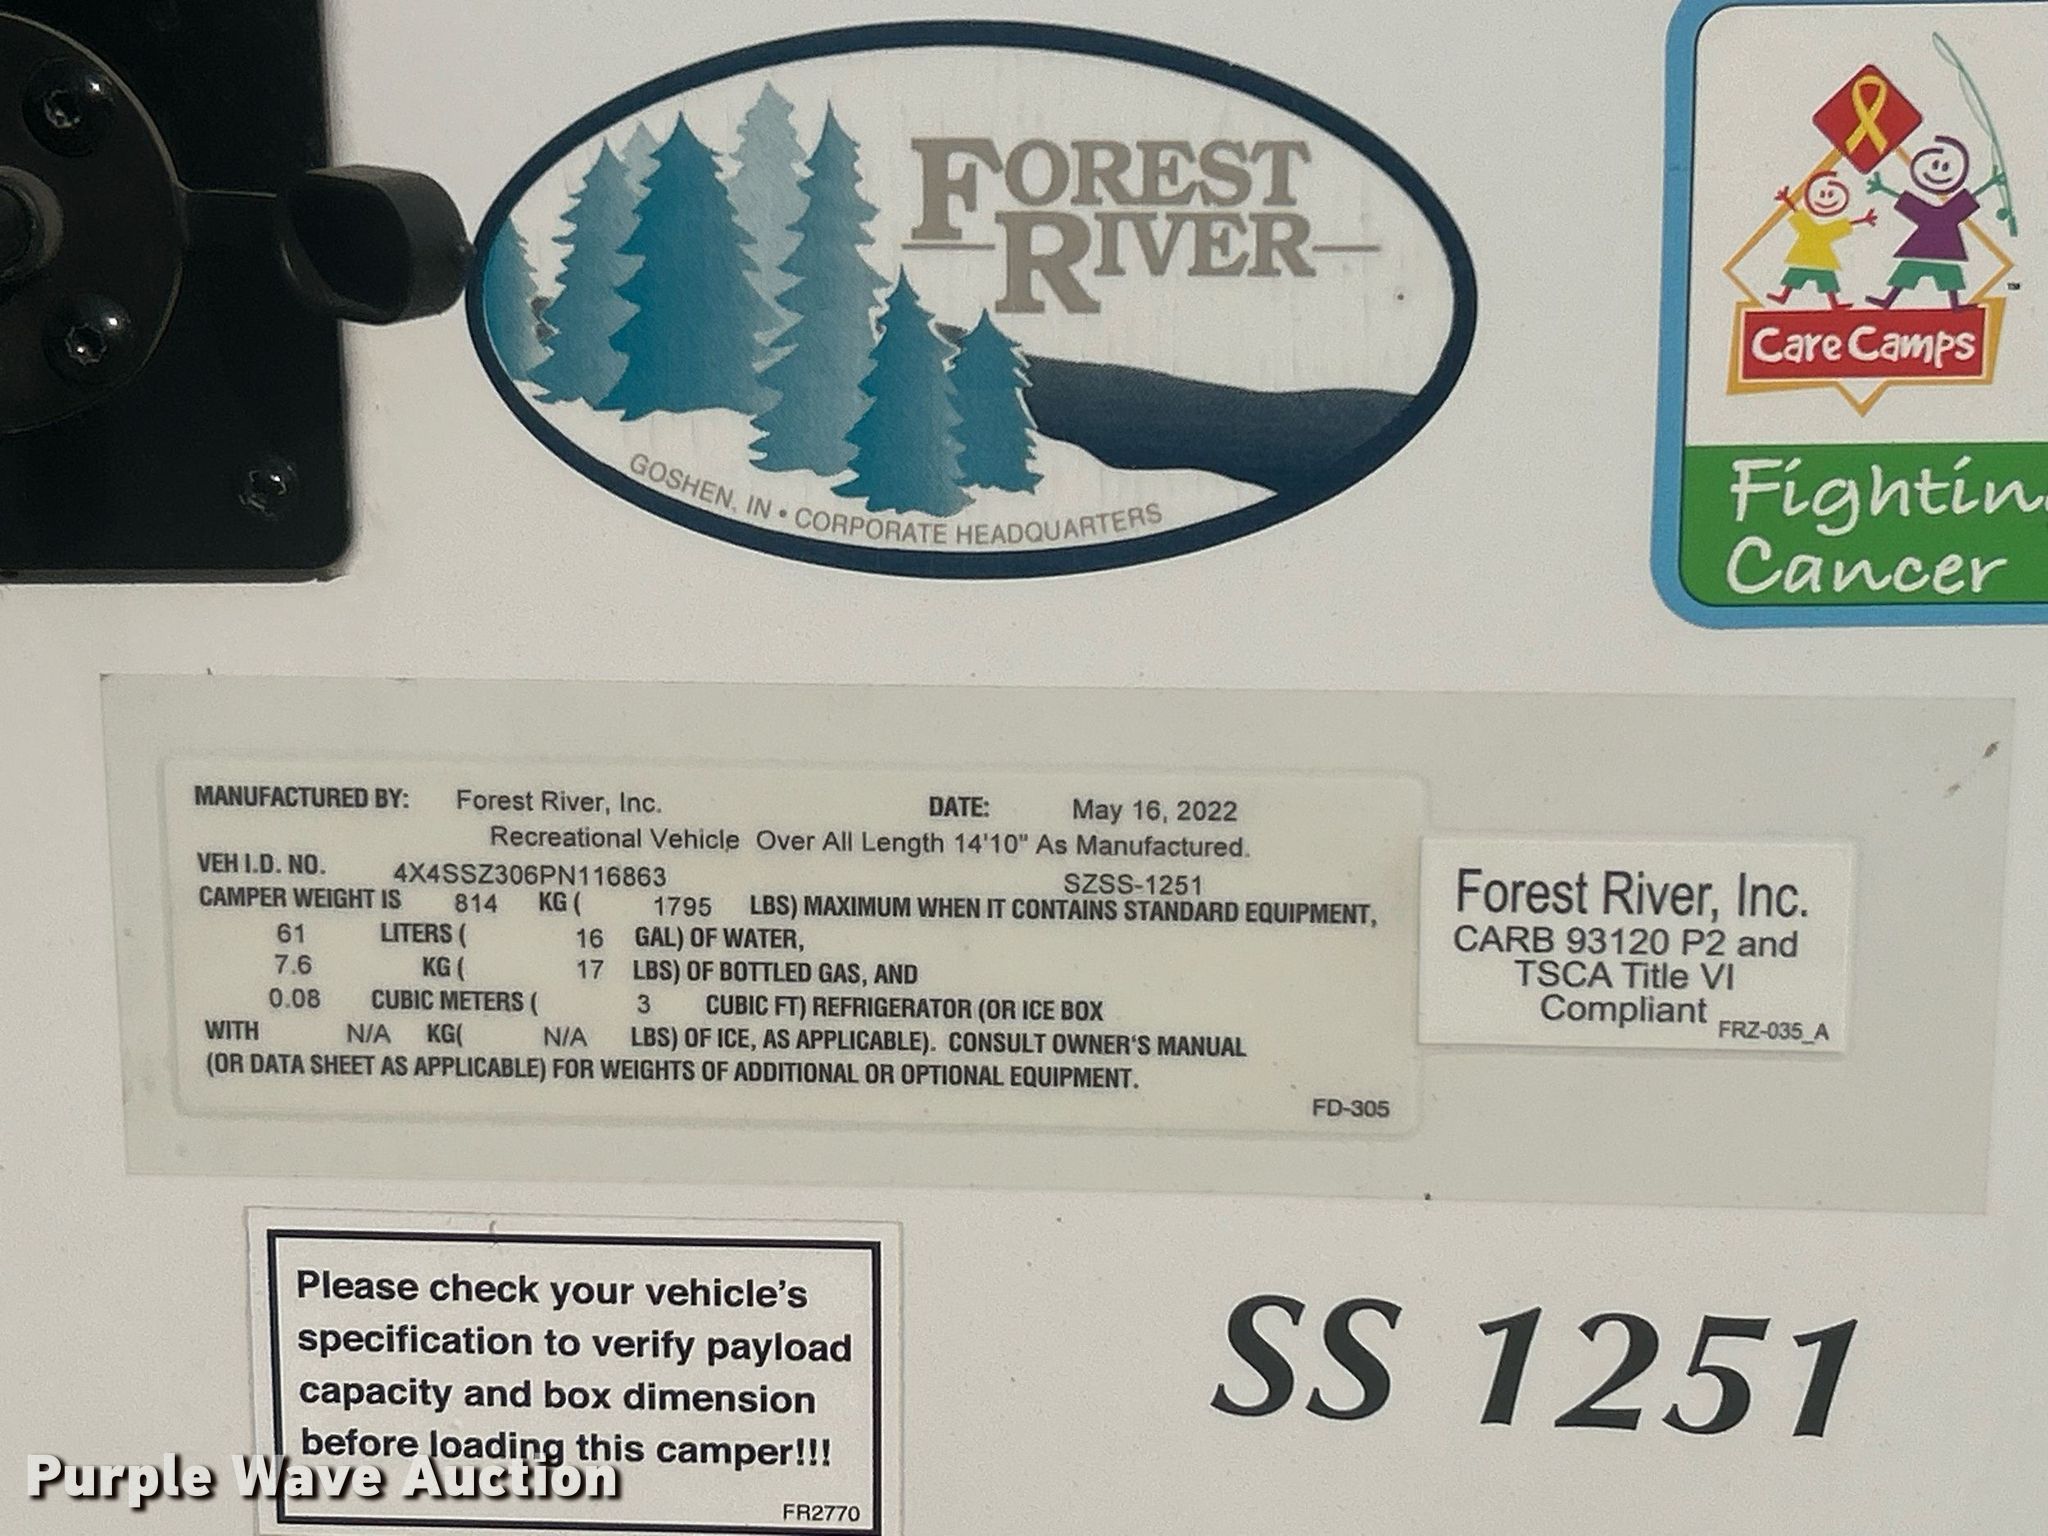 FOREST
RIVER
GOSHEN, IN • CORPORATE HEADQUARTERS
Care Camps
™
Fightin
Cancer
MANUFACTURED BY: Forest River, Inc. DATE: May 16, 2022
Recreational Vehicle Over All Length 14'10" As Manufactured.
VEH I.D. NO. 4X4SSZ306PN116863 SZSS-1251
CAMPER WEIGHT IS 814 KG ( 1795 LBS) MAXIMUM WHEN IT CONTAINS STANDARD EQUIPMENT,
61 LITERS ( 16 GAL) OF WATER,
7.6 KG ( 17 LBS) OF BOTTLED GAS, AND
0.08 CUBIC METERS ( 3 CUBIC FT) REFRIGERATOR (OR ICE BOX
WITH N/A KG( N/A LBS) OF ICE, AS APPLICABLE). CONSULT OWNER'S MANUAL
(OR DATA SHEET AS APPLICABLE) FOR WEIGHTS OF ADDITIONAL OR OPTIONAL EQUIPMENT.
FD-305
Forest River, Inc.
CARB 93120 P2 and
TSCA Title VI
Compliant FRZ-035_A
Please check your vehicle's
specification to verify payload
capacity and box dimension
before loading this camper!!!
FR2770
SS 1251
Purple Wave Auction